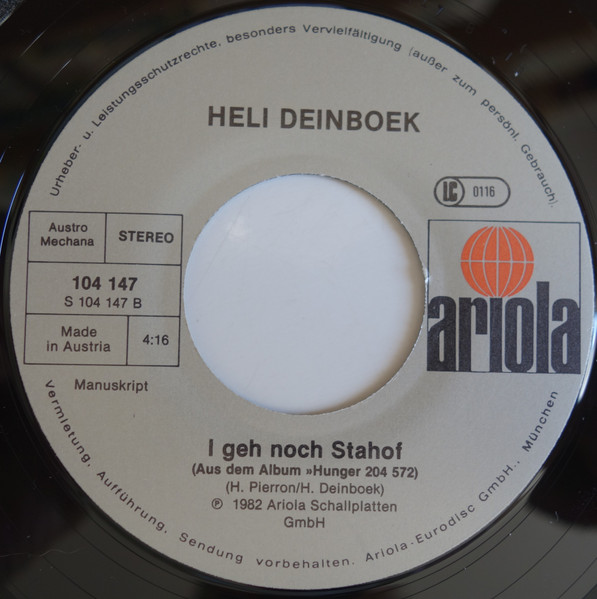 Urheber- u. Leistungsschutzrechte, besonders Vervielfältigung (außer zum persönl. Gebrauch).
HELI DEINBOEK
LC 0116
Austro
Mechana
STEREO
104 147
S 104 147 B
Made
in Austria
4:16
ariola
Manuskript
I geh noch Stahof
(Aus dem Album »Hunger 204 572)
(H. Pierron/H. Deinboek)
℗ 1982 Ariola Schallplatten
GmbH
Vermietung, Aufführung, Sendung vorbehalten. Ariola-Eurodisc GmbH., München